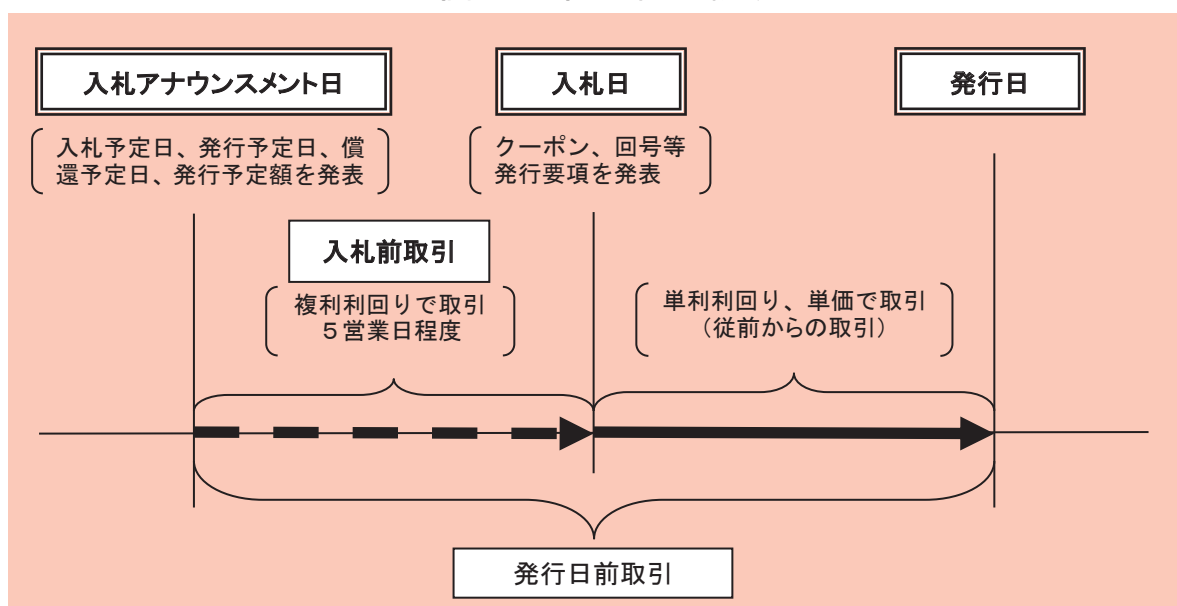 入札アナウンスメント日
入札日
発行日
入札予定日、発行予定日、償
還予定日、発行予定額を発表
クーポン、回号等
発行要項を発表
入札前取引
複利利回りで取引
５営業日程度
単利利回り、単価で取引
（従前からの取引）
発行日前取引